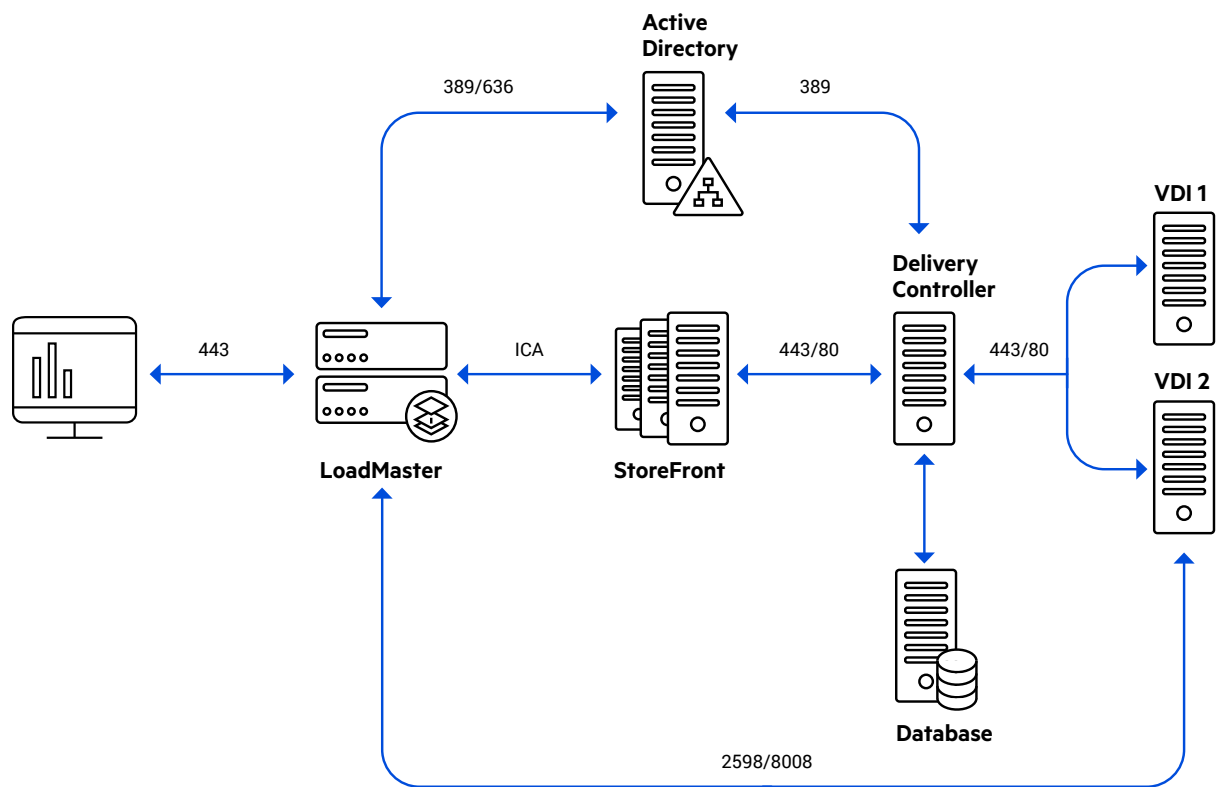 Active
Directory
389/636
389
VDI 1
Delivery
Controller
443
ICA
443/80
443/80
VDI 2
LoadMaster
StoreFront
Database
2598/8008